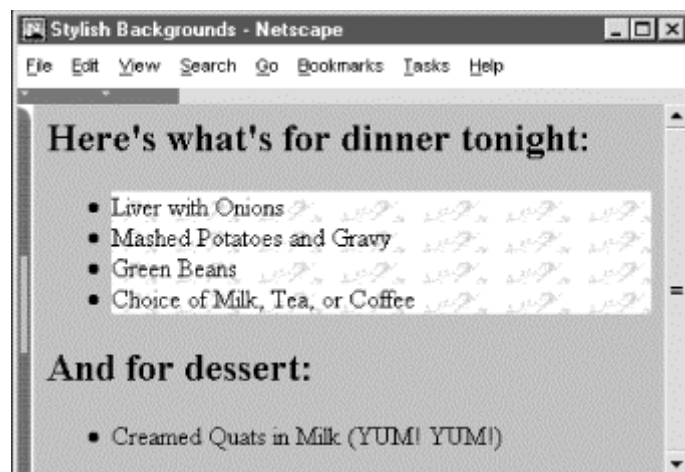 Stylish Backgrounds - Netscape
File Edit View Search Go Bookmarks Tasks Help
Here's what's for dinner tonight:
Liver with Onions
Mashed Potatoes and Gravy
Green Beans
Choice of Milk, Tea, or Coffee
And for dessert:
Creamed Quats in Milk (YUM! YUM!)